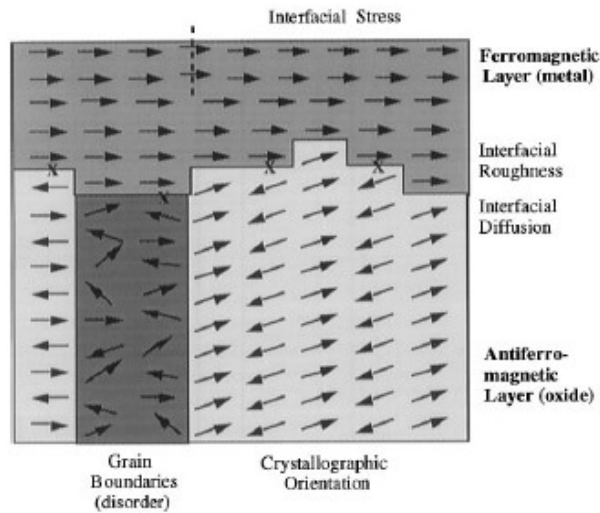 Interfacial Stress
Ferromagnetic
Layer (metal)
X
X
X
X
Interfacial
Roughness
Interfacial
Diffusion
Antiferro-
magnetic
Layer (oxide)
Grain
Boundaries
(disorder)
Crystallographic
Orientation